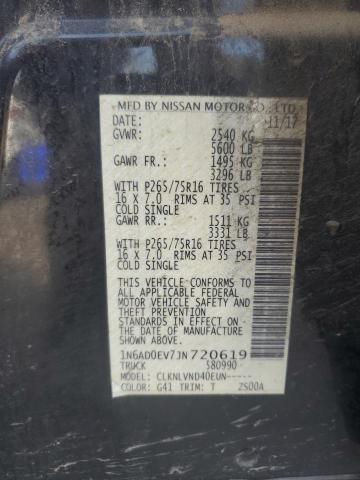 MFD BY NISSAN MOTOR CO., LTD.
DATE: 11/17
GVWR: 2540 KG
5600 LB
GAWR FR.: 1495 KG
3296 LB
WITH P265/75R16 TIRES
16 X 7.0 RIMS AT 35 PSI
COLD SINGLE
GAWR RR.: 1511 KG
3331 LB
WITH P265/75R16 TIRES
16 X 7.0 RIMS AT 35 PSI
COLD SINGLE
THIS VEHICLE CONFORMS TO
ALL APPLICABLE FEDERAL
MOTOR VEHICLE SAFETY AND
THEFT PREVENTION
STANDARDS IN EFFECT ON
THE DATE OF MANUFACTURE
SHOWN ABOVE.
1N6AD0EV7JN720619
TRUCK 580990
MODEL: CLKNLVND40EUN-----
COLOR: G41 TRIM: T ZS00A